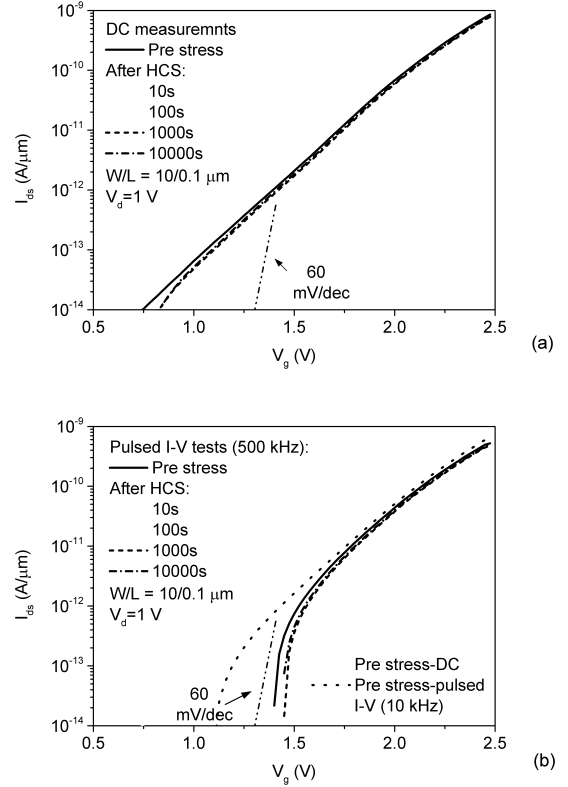 10⁻⁹
10⁻¹⁰
10⁻¹¹
10⁻¹²
10⁻¹³
10⁻¹⁴
I_ds (A/μm)
DC measuremnts
Pre stress
After HCS:
10s
100s
1000s
10000s
W/L = 10/0.1 μm
V_d=1 V
60
mV/dec
0.5 1.0 1.5 2.0 2.5
V_g (V)
(a)
10⁻⁹
10⁻¹⁰
10⁻¹¹
10⁻¹²
10⁻¹³
10⁻¹⁴
I_ds (A/μm)
Pulsed I-V tests (500 kHz):
Pre stress
After HCS:
10s
100s
1000s
10000s
W/L = 10/0.1 μm
V_d=1 V
60
mV/dec
Pre stress-DC
Pre stress-pulsed
I-V (10 kHz)
0.5 1.0 1.5 2.0 2.5
V_g (V)
(b)